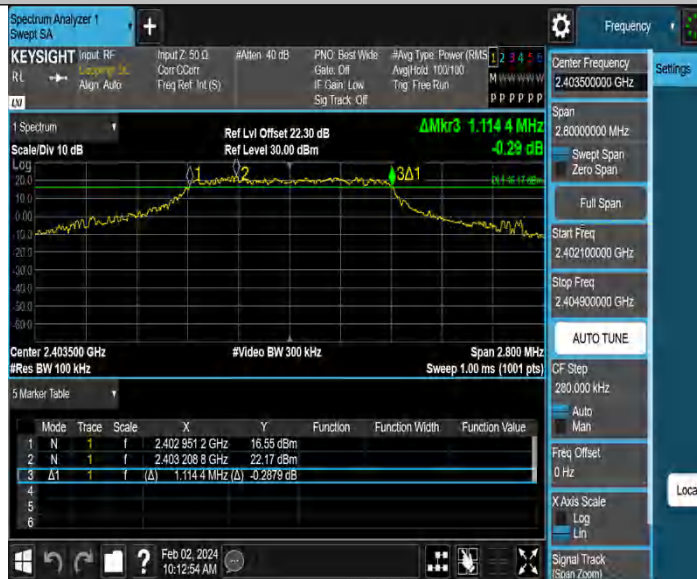 Spectrum Analyzer 1
Swept SA
Frequency
KEYSIGHT Input: RF
RL
Align: Auto
LXI
Input Z: 50 Ω
Corr CCorr
Freq Ref: Int (S)
#Atten: 40 dB
PNO: Best Wide
Gate: Off
IF Gain: Low
Sig Track: Off
#Avg Type: Power (RMS)
Avg|Hold: 100/100
Trig: Free Run
1 2 3 4 5 6
M W W W W W
P P P P P P
Settings
Center Frequency
2.403500000 GHz
Span
2.80000000 MHz
Swept Span
Zero Span
Full Span
Start Freq
2.402100000 GHz
Stop Freq
2.404900000 GHz
AUTO TUNE
CF Step
280.000 kHz
Auto
Man
Freq Offset
0 Hz
X Axis Scale
Log
Lin
Signal Track
(Span Zoom)
Local
1 Spectrum
Scale/Div 10 dB
Ref Lvl Offset 22.30 dB
Ref Level 30.00 dBm
ΔMkr3 1.114 4 MHz
-0.29 dB
Log
20.0
10.0
0.00
-10.0
-20.0
-30.0
-40.0
-50.0
-60.0
1
2
3Δ1
DL1 16.17 dBm
Center 2.403500 GHz
#Res BW 100 kHz
#Video BW 300 kHz
Span 2.800 MHz
Sweep 1.00 ms (1001 pts)
5 Marker Table
Mode Trace Scale X Y Function Function Width Function Value
1 N 1 f 2.402 951 2 GHz 16.55 dBm
2 N 1 f 2.403 208 8 GHz 22.17 dBm
3 Δ1 1 f (Δ) 1.114 4 MHz (Δ) -0.2879 dB
4
5
6
Feb 02, 2024
10:12:54 AM